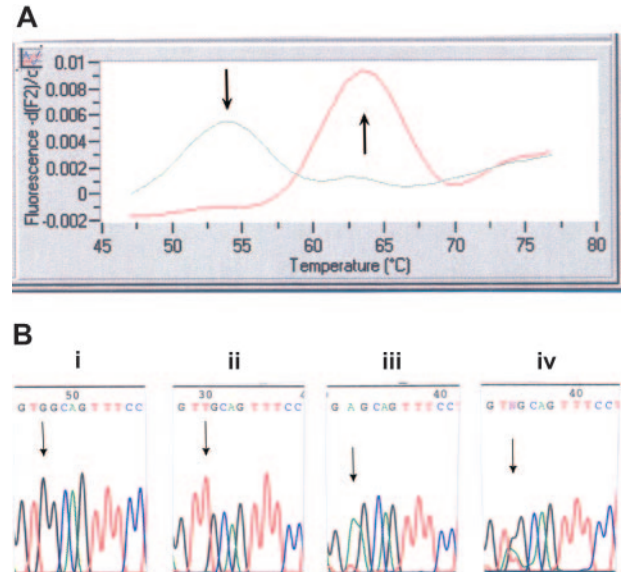 A
Fluorescence -d(F2)/c
0.01
0.008
0.006
0.004
0.002
0
-0.002
45 50 55 60 65 70 75 80
Temperature (°C)
B
i ii iii iv
50 30 4 40 40
G T G G C A G T T T C C
G T T G C A G T T T C C
G A G C A G T T T C C T
G T N G C A G T T T C C T